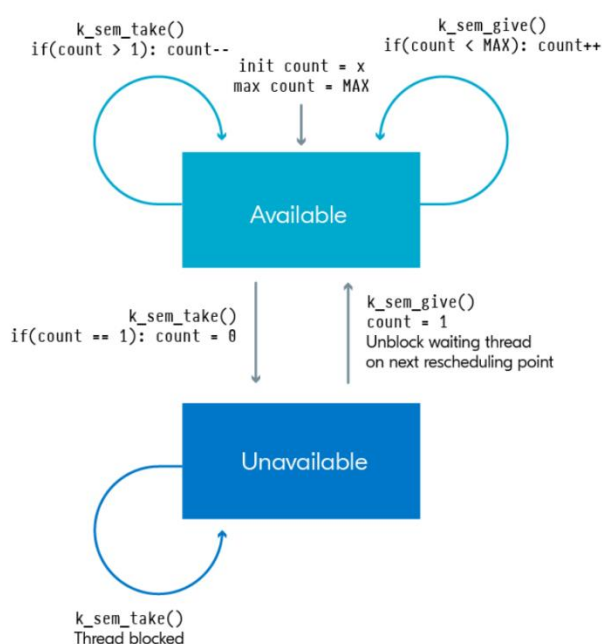 k_sem_take()
if(count > 1): count--
k_sem_give()
if(count < MAX): count++
init count = x
max count = MAX
Available
k_sem_take()
if(count == 1): count = 0
k_sem_give()
count = 1
Unblock waiting thread
on next rescheduling point
Unavailable
k_sem_take()
Thread blocked